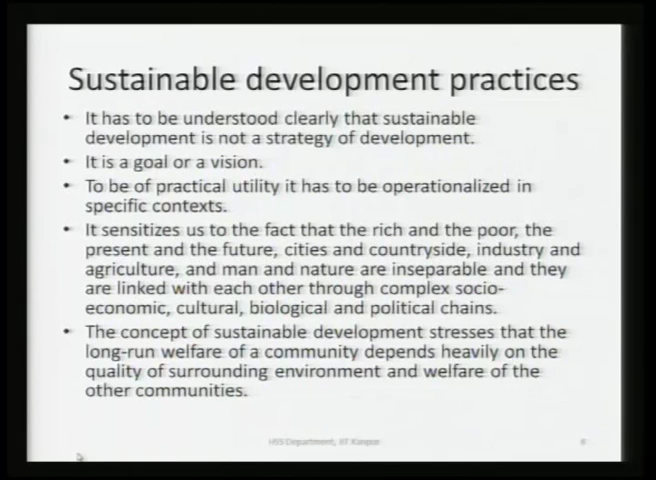 Sustainable development practices
• It has to be understood clearly that sustainable
development is not a strategy of development.
• It is a goal or a vision.
• To be of practical utility it has to be operationalized in
specific contexts.
• It sensitizes us to the fact that the rich and the poor, the
present and the future, cities and countryside, industry and
agriculture, and man and nature are inseparable and they
are linked with each other through complex socio-
economic, cultural, biological and political chains.
• The concept of sustainable development stresses that the
long-run welfare of a community depends heavily on the
quality of surrounding environment and welfare of the
other communities.
HSS Department, IIT Kanpur